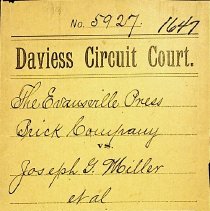 No. 5927. 1647
Daviess Circuit Court.
The Evansville Press
Brick Company
vs.
Joseph G. Miller
et al